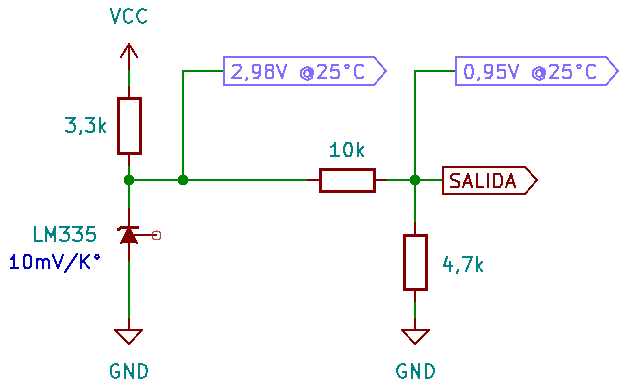 VCC
2,98V @25°C
0,95V @25°C
3,3k
10k
SALIDA
LM335
10mV/K°
4,7k
GND
GND